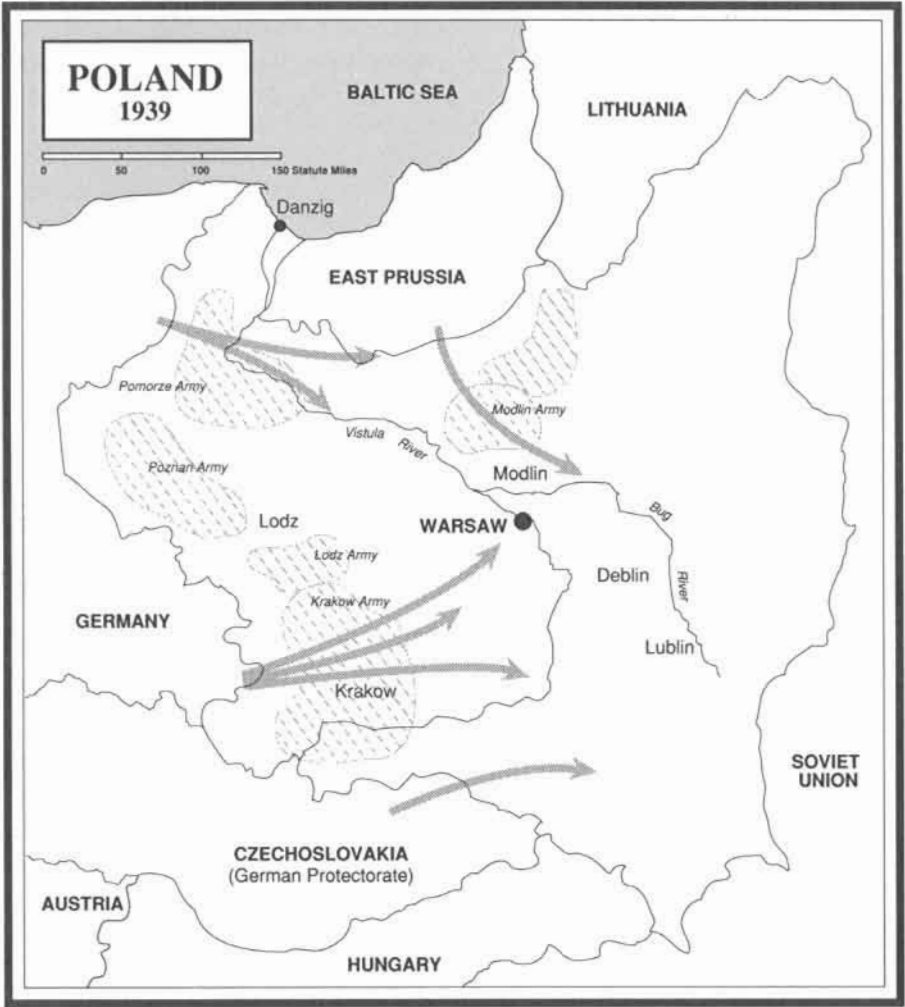 POLAND
1939
0 50 100 150 Statute Miles
BALTIC SEA
LITHUANIA
Danzig
EAST PRUSSIA
Pomorze Army
Modlin Army
Vistula
River
Poznan Army
Modlin
Lodz
WARSAW
Bug
River
Lodz Army
Deblin
Krakow Army
GERMANY
Lublin
Krakow
SOVIET
UNION
CZECHOSLOVAKIA
(German Protectorate)
AUSTRIA
HUNGARY